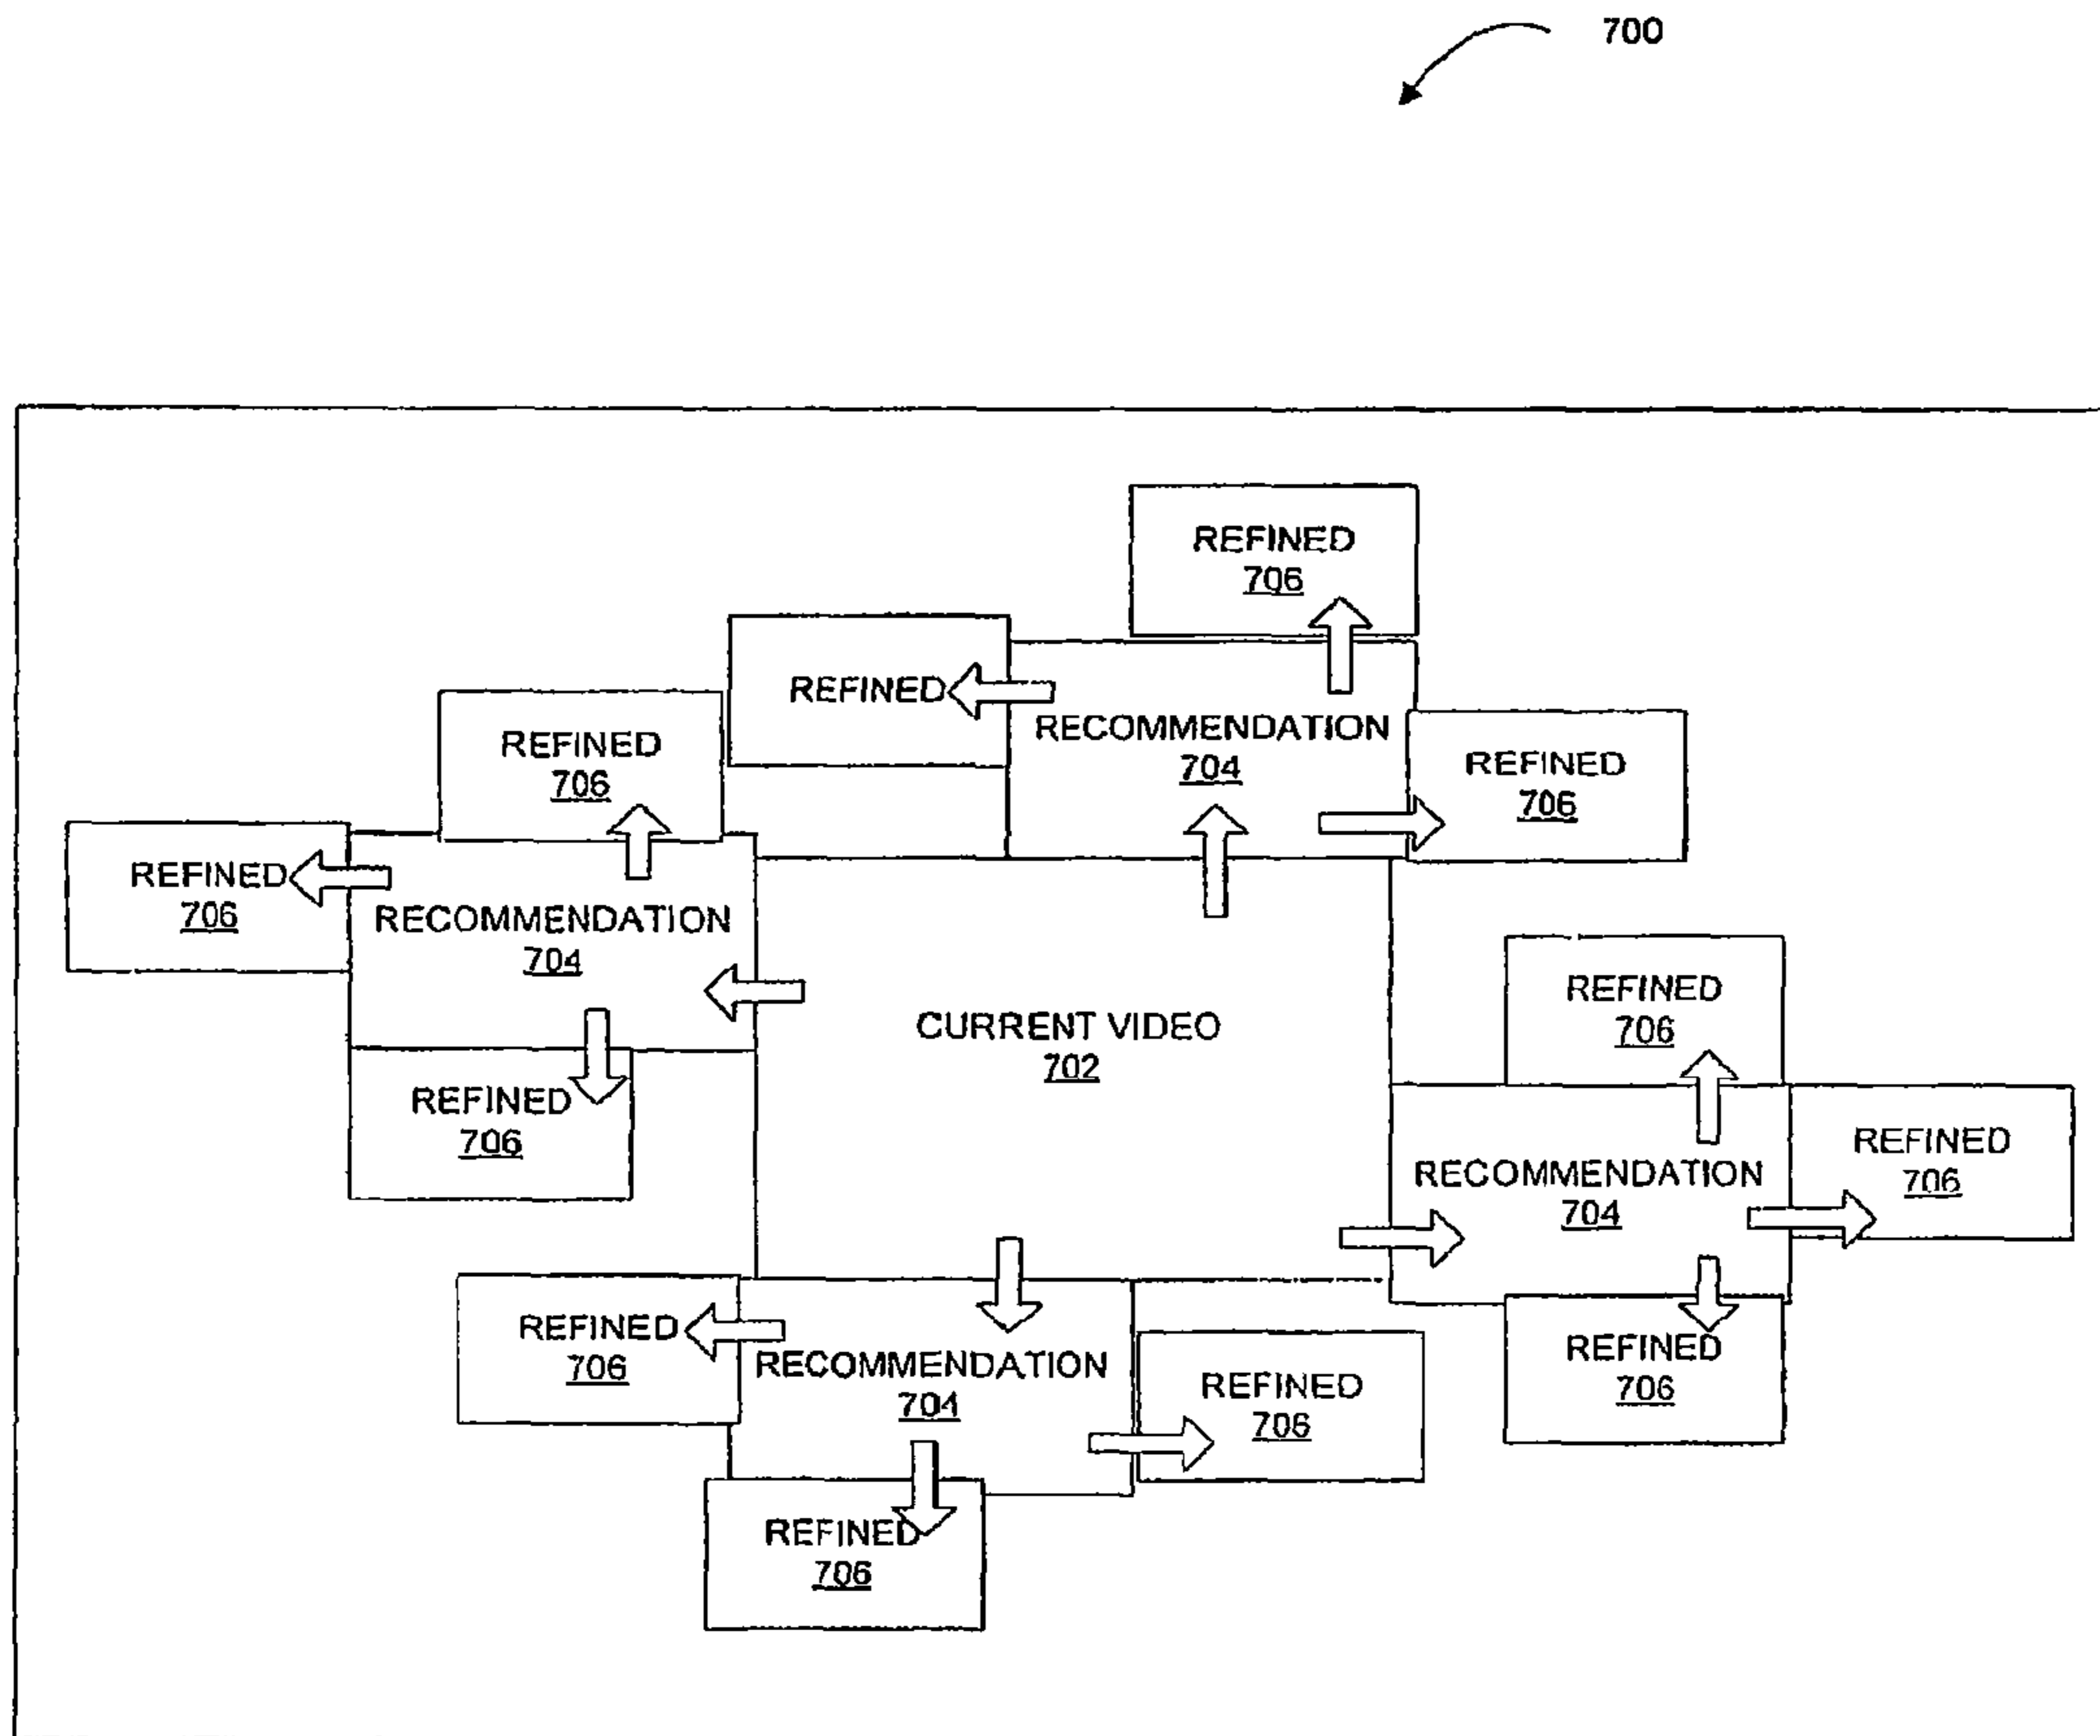 700
REFINED
706
REFINED
RECOMMENDATION
704
REFINED
706
REFINED
706
REFINED
706
RECOMMENDATION
704
REFINED
706
CURRENT VIDEO
702
REFINED
706
RECOMMENDATION
704
REFINED
706
REFINED
706
REFINED
706
RECOMMENDATION
704
REFINED
706
REFINED
706